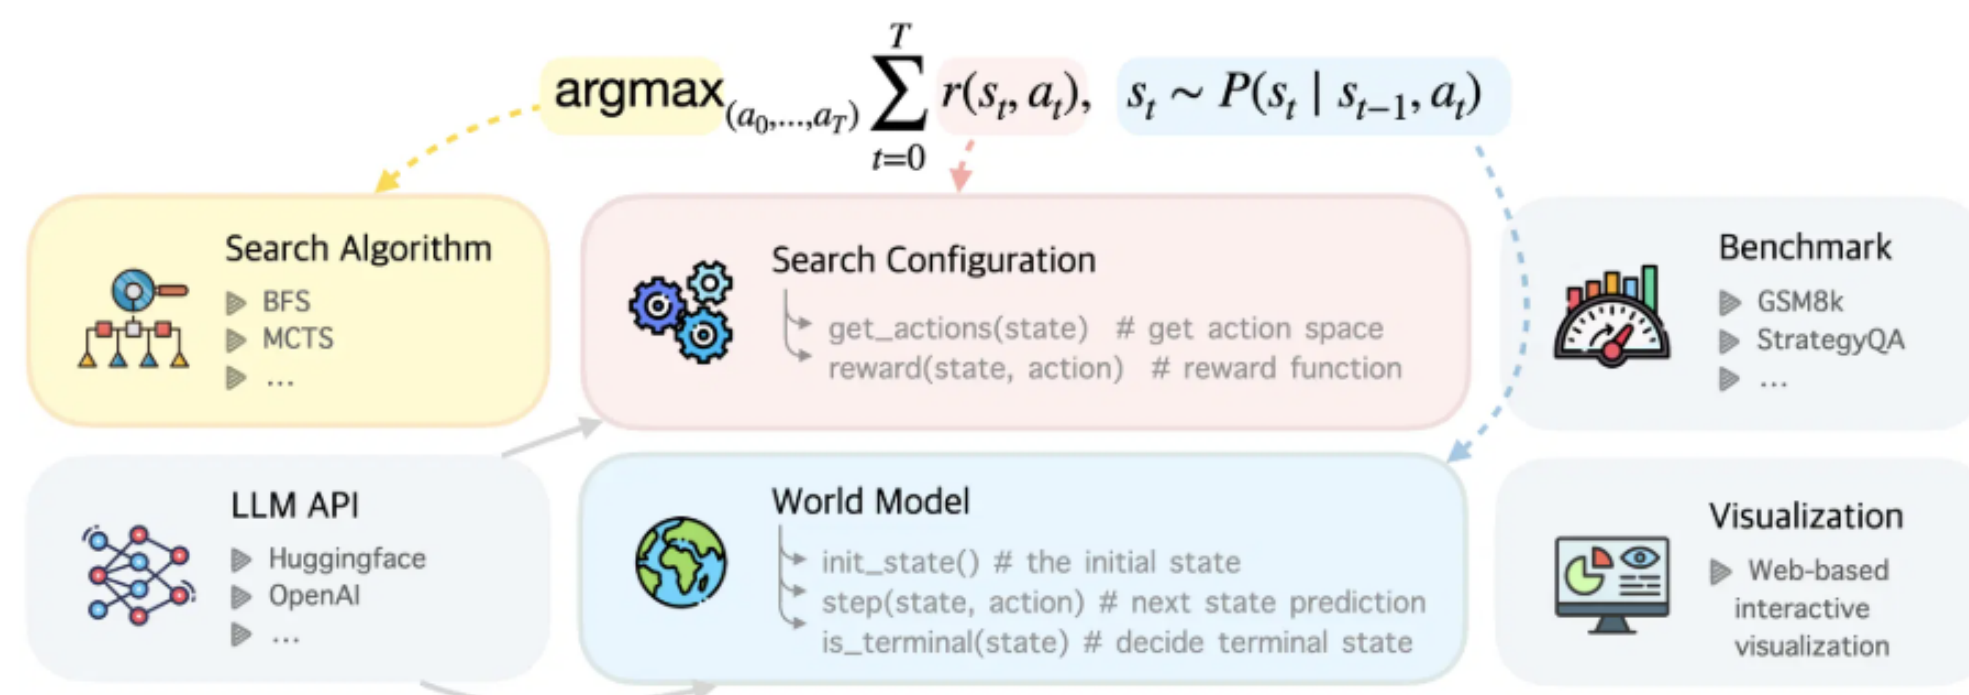 argmax(a₀,...,a_T) ∑_{t=0}^{T} r(sₜ, aₜ), sₜ ~ P(sₜ | sₜ₋₁, aₜ)
Search Algorithm
BFS
MCTS
...
Search Configuration
get_actions(state) # get action space
reward(state, action) # reward function
Benchmark
GSM8k
StrategyQA
...
LLM API
Huggingface
OpenAI
...
World Model
init_state() # the initial state
step(state, action) # next state prediction
is_terminal(state) # decide terminal state
Visualization
Web-based
interactive
visualization